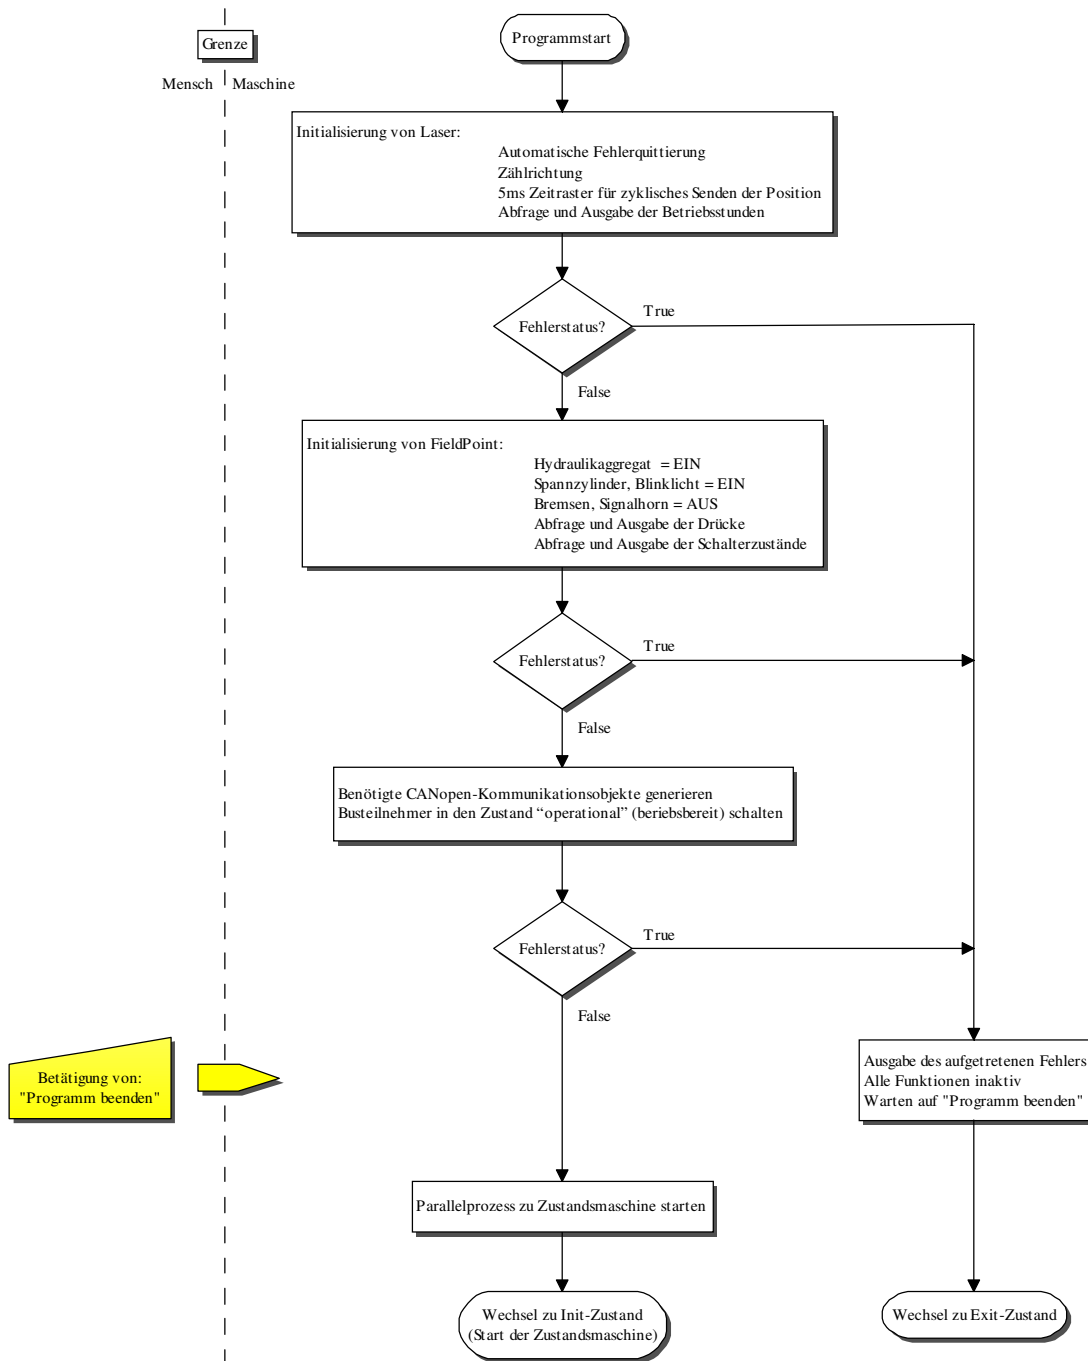 Grenze
Mensch
Maschine
Programmstart
Initialisierung von Laser:
Automatische Fehlerquittierung
Zählrichtung
5ms Zeitraster für zyklisches Senden der Position
Abfrage und Ausgabe der Betriebsstunden
Fehlerstatus?
True
False
Initialisierung von FieldPoint:
Hydraulikaggregat = EIN
Spannzylinder, Blinklicht = EIN
Bremsen, Signalhorn = AUS
Abfrage und Ausgabe der Drücke
Abfrage und Ausgabe der Schalterzustände
Fehlerstatus?
True
False
Benötigte CANopen-Kommunikationsobjekte generieren
Busteilnehmer in den Zustand “operational” (beriebsbereit) schalten
Fehlerstatus?
True
False
Betätigung von:
"Programm beenden"
Ausgabe des aufgetretenen Fehlers
Alle Funktionen inaktiv
Warten auf "Programm beenden"
Parallelprozess zu Zustandsmaschine starten
Wechsel zu Init-Zustand
(Start der Zustandsmaschine)
Wechsel zu Exit-Zustand